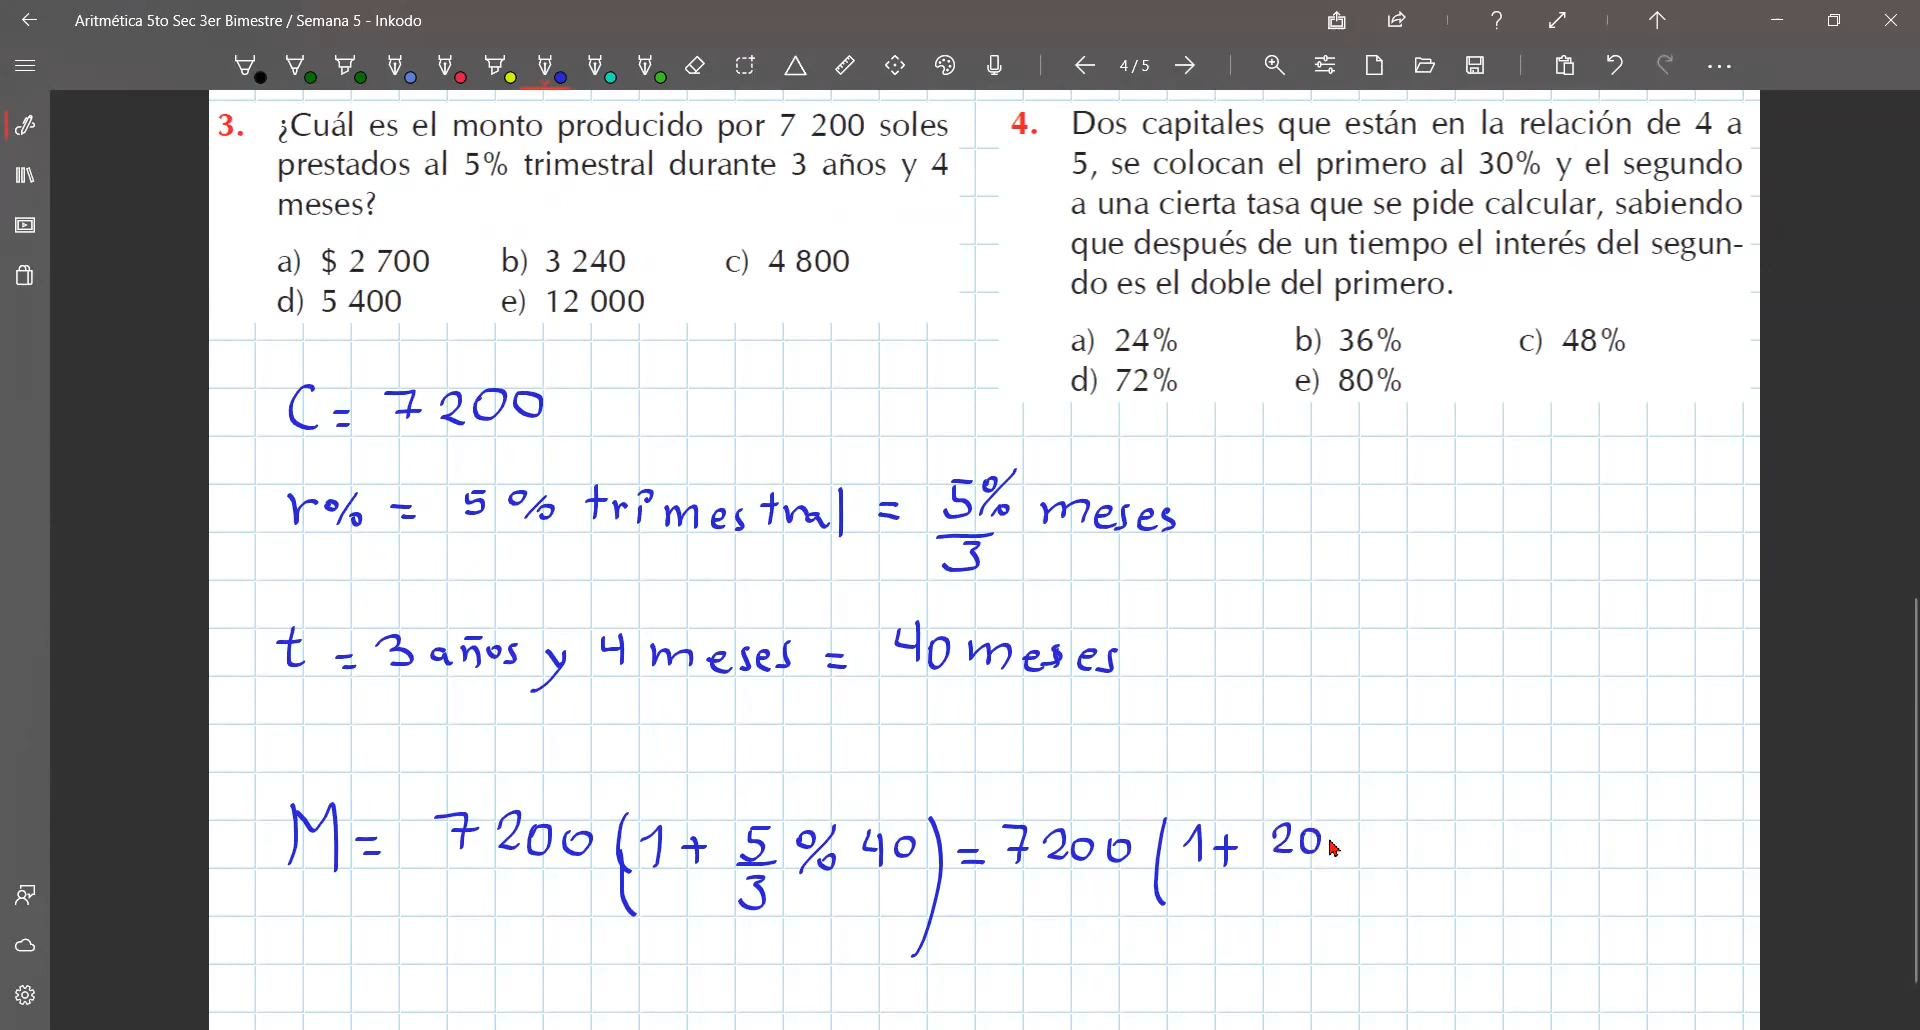 Aritmética 5to Sec 3er Bimestre / Semana 5 - Inkodo
4 / 5
3. ¿Cuál es el monto producido por 7 200 soles
prestados al 5% trimestral durante 3 años y 4
meses?
a) $ 2 700 b) 3 240 c) 4 800
d) 5 400 e) 12 000
4. Dos capitales que están en la relación de 4 a
5, se colocan el primero al 30% y el segundo
a una cierta tasa que se pide calcular, sabiendo
que después de un tiempo el interés del segun-
do es el doble del primero.
a) 24% b) 36% c) 48%
d) 72% e) 80%
C = 7200
r% = 5% trimestral = 5%/3 meses
t = 3 años y 4 meses = 40 meses
M = 7200 (1 + 5/3 % 40) = 7200 (1 + 20